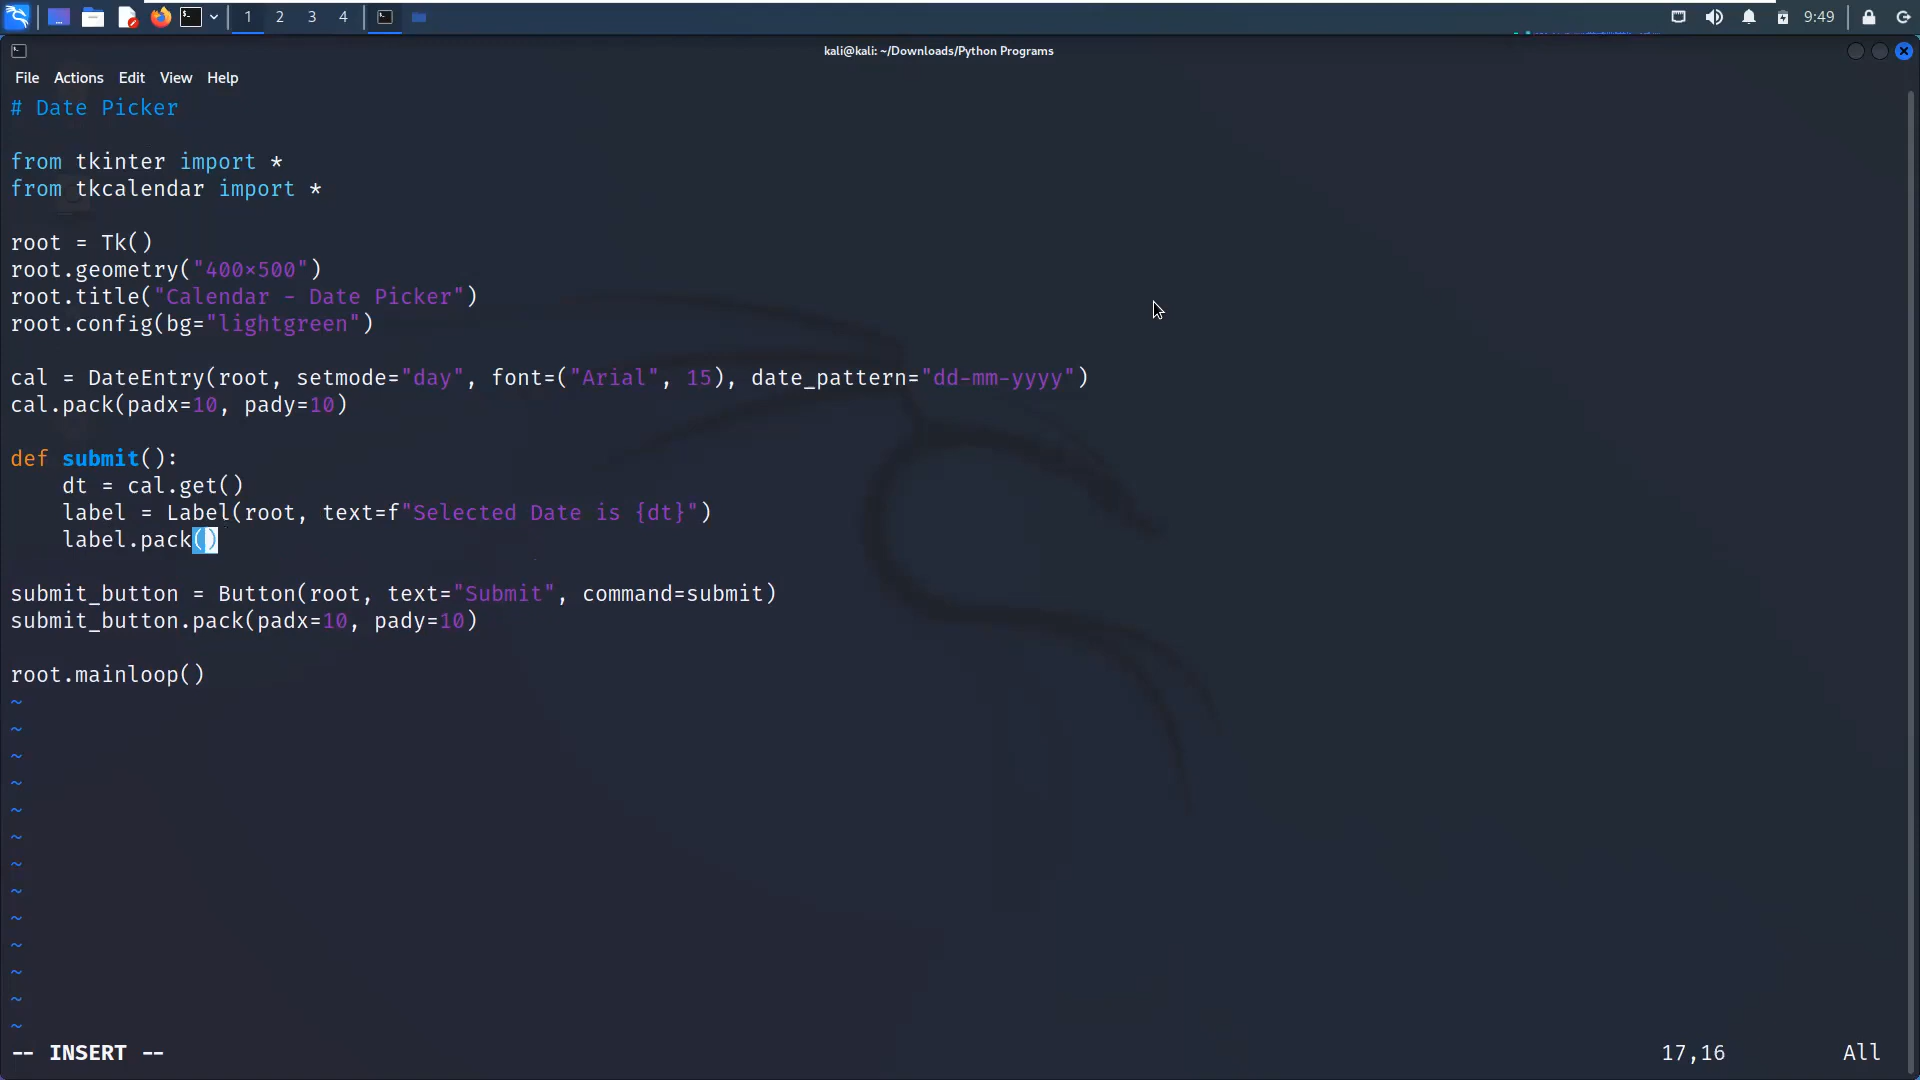 1 2 3 4
9:49
kali@kali: ~/Downloads/Python Programs
File Actions Edit View Help
# Date Picker
from tkinter import *
from tkcalendar import *
root = Tk()
root.geometry("400×500")
root.title("Calendar - Date Picker")
root.config(bg="lightgreen")
cal = DateEntry(root, setmode="day", font=("Arial", 15), date_pattern="dd-mm-yyyy")
cal.pack(padx=10, pady=10)
def submit():
    dt = cal.get()
    label = Label(root, text=f"Selected Date is {dt}")
    label.pack()
submit_button = Button(root, text="Submit", command=submit)
submit_button.pack(padx=10, pady=10)
root.mainloop()
~
~
~
~
~
~
~
~
~
~
~
~
~
-- INSERT -- 17,16 All